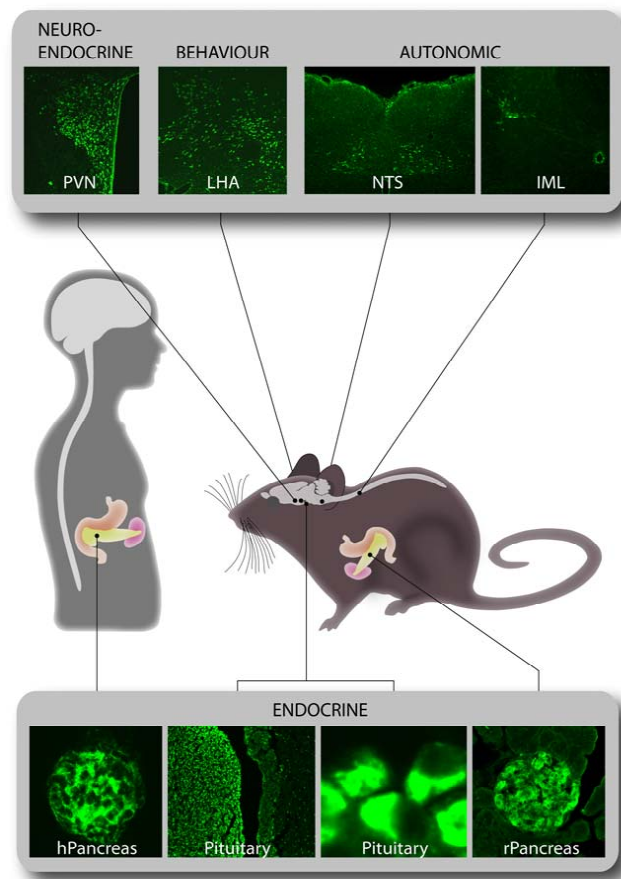 NEURO-
ENDOCRINE
BEHAVIOUR
AUTONOMIC
PVN
LHA
NTS
IML
ENDOCRINE
hPancreas
Pituitary
Pituitary
rPancreas